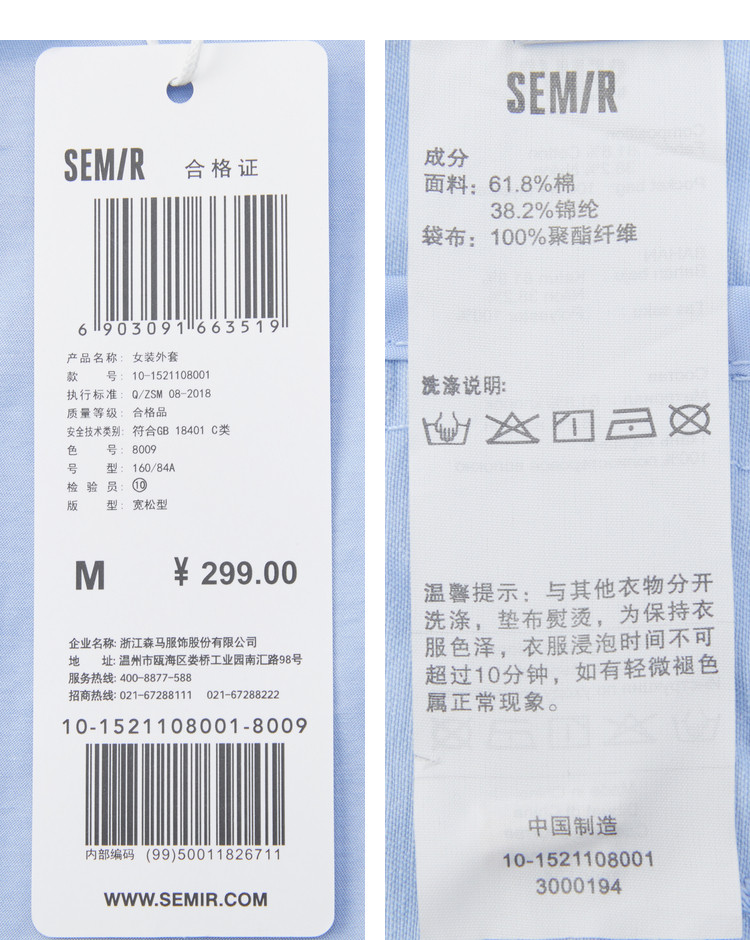 SEM/R 合格证
6 903091 663519
产品名称: 女装外套
款 号: 10-1521108001
执行标准: Q/ZSM 08-2018
质量等级: 合格品
安全技术类别: 符合GB 18401 C类
色 号: 8009
号 型: 160/84A
检 验 员: ⑩
版 型: 宽松型
M ¥ 299.00
企业名称: 浙江森马服饰股份有限公司
地 址: 温州市瓯海区娄桥工业园南汇路98号
服务热线: 400-8877-588
招商热线: 021-67288111 021-67288222
10-1521108001-8009
内部编码 (99)50011826711
WWW.SEMIR.COM
SEM/R
成分
面料: 61.8%棉
38.2%锦纶
袋布: 100%聚酯纤维
洗涤说明:
温馨提示: 与其他衣物分开
洗涤，垫布熨烫，为保持衣
服色泽，衣服浸泡时间不可
超过10分钟，如有轻微褪色
属正常现象。
中国制造
10-1521108001
3000194